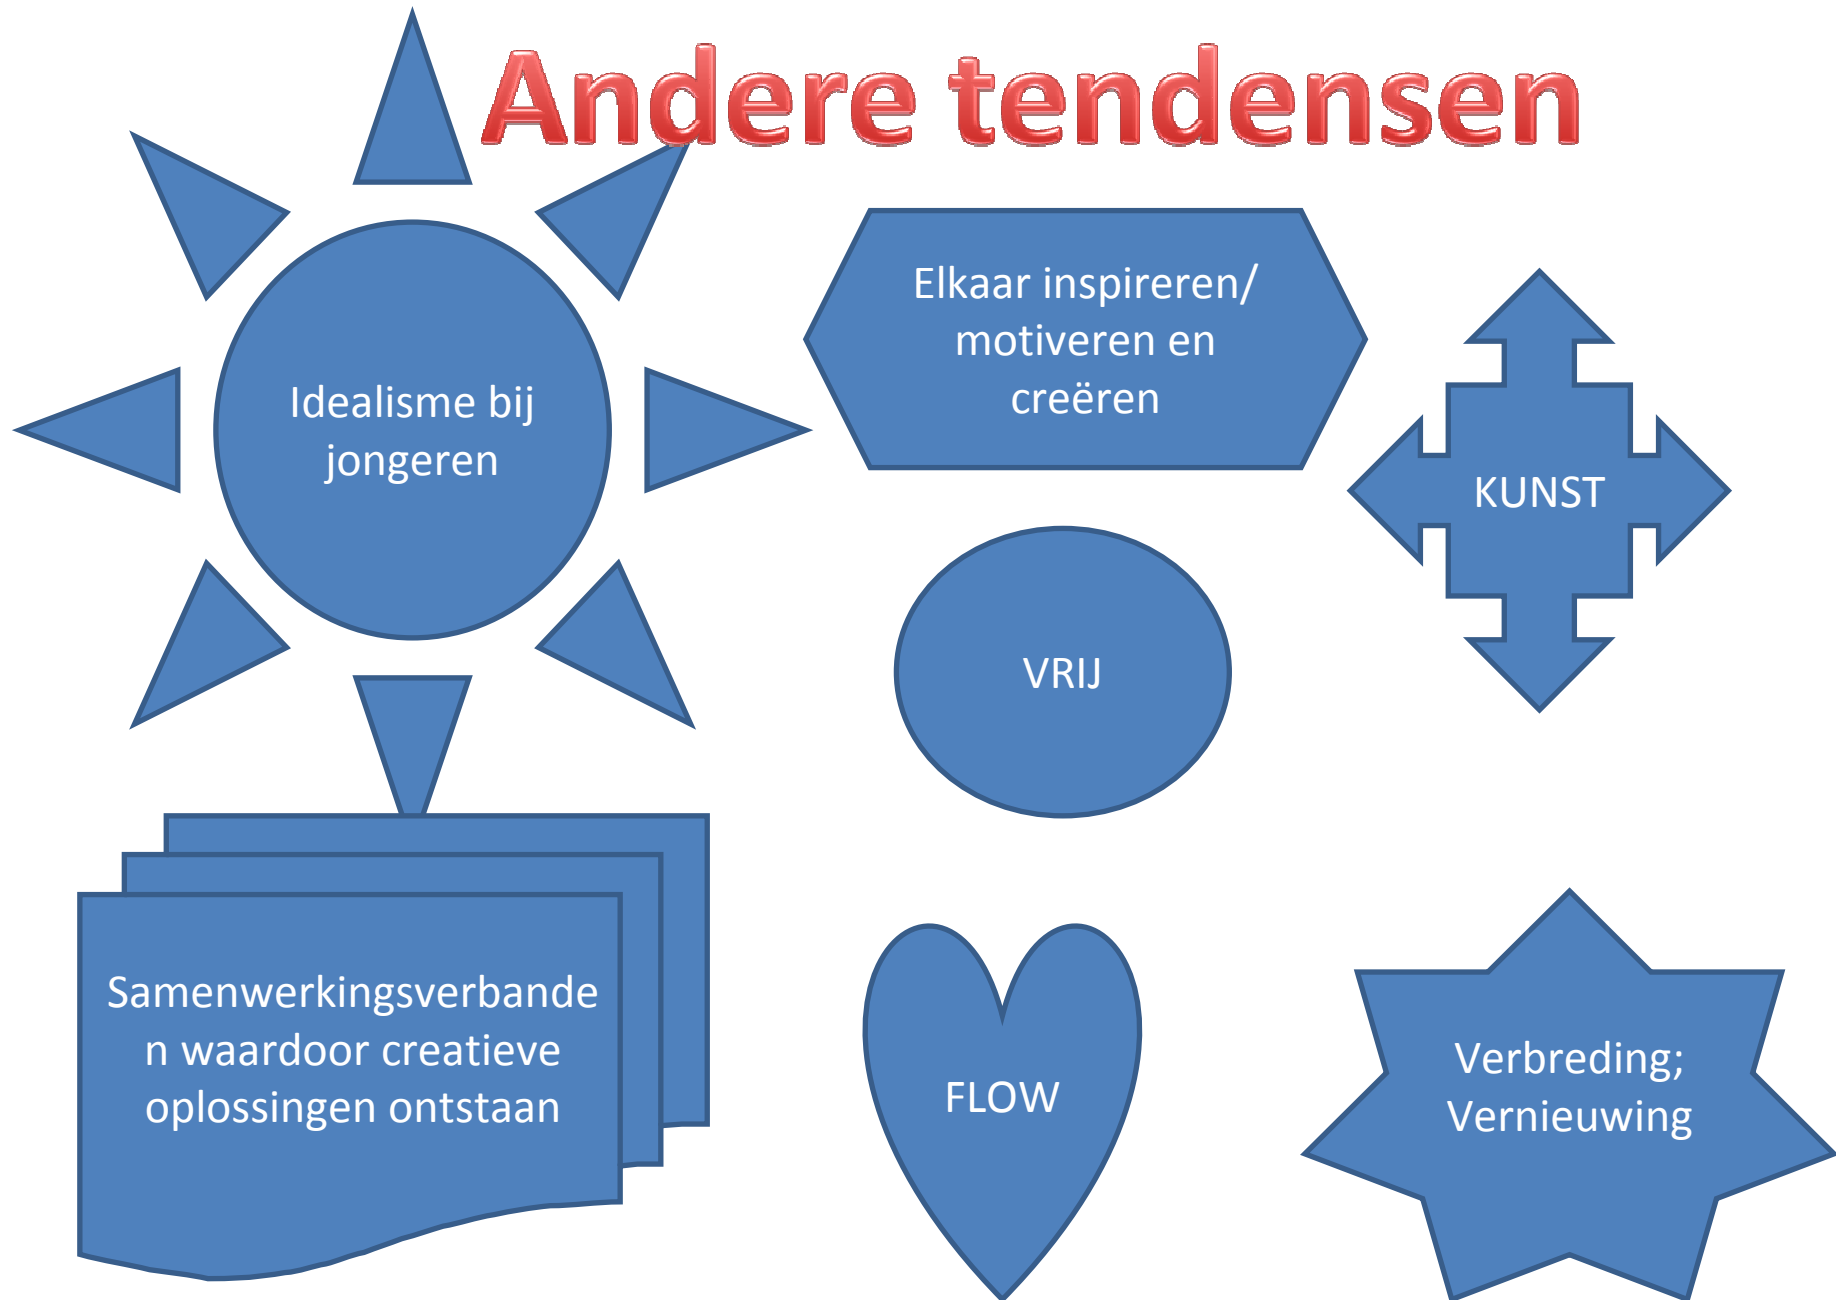 Andere tendensen
Idealisme bij
jongeren
Elkaar inspireren/
motiveren en
creëren
KUNST
VRIJ
Samenwerkingsverbande
n waardoor creatieve
oplossingen ontstaan
FLOW
Verbreding;
Vernieuwing